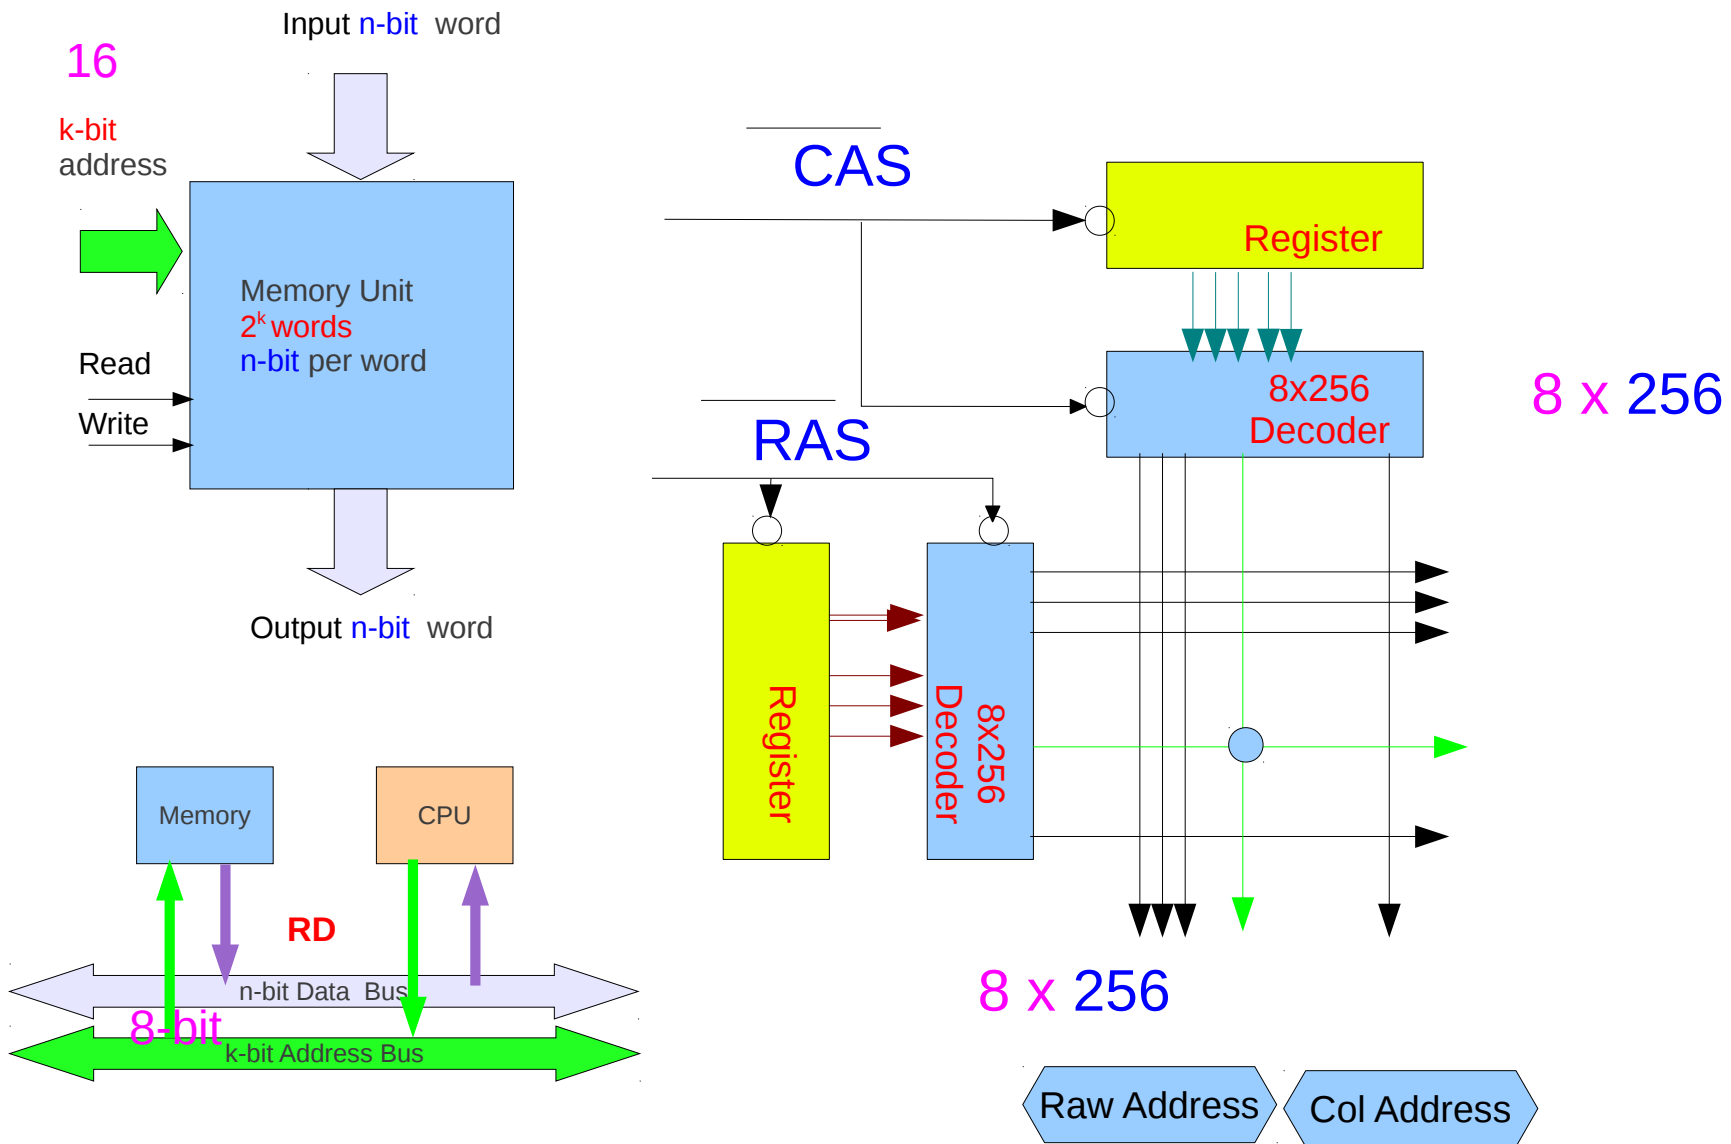 Input n-bit word
16
k-bit
address
Memory Unit
2^k words
n-bit per word
Read
Write
Output n-bit word
Memory
CPU
RD
n-bit Data Bus
8-bit
k-bit Address Bus
CAS
Register
8x256
Decoder
8 x 256
RAS
Register
8x256
Decoder
8 x 256
Raw Address
Col Address